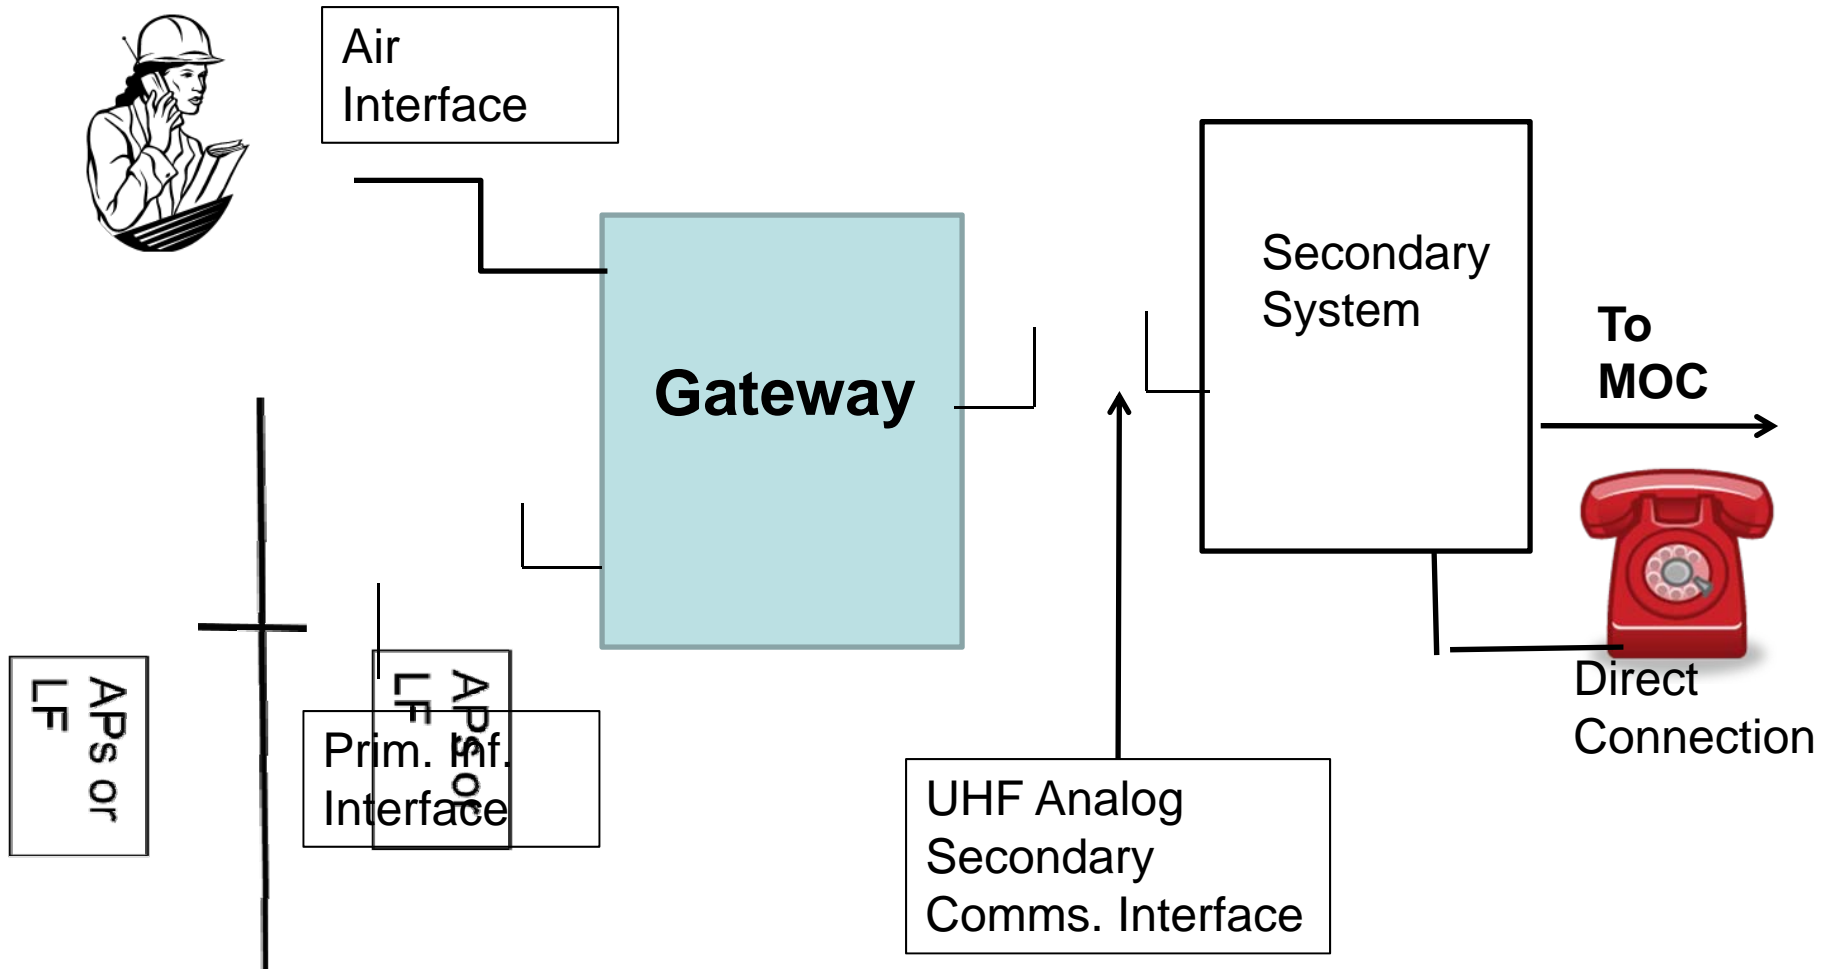 Air
Interface
Secondary
System
To
MOC
Gateway
APs or
LF
APs or
LF
Prim. Inf.
Interface
Direct
Connection
UHF Analog
Secondary
Comms. Interface